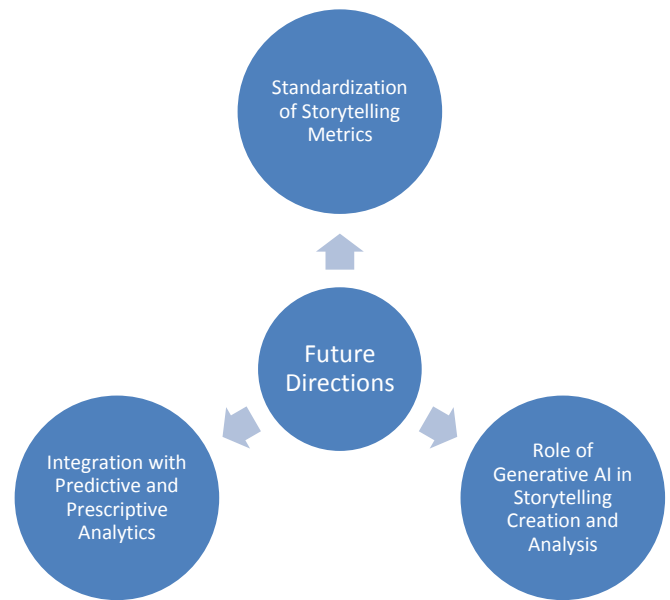 Standardization
of Storytelling
Metrics
Future
Directions
Integration with
Predictive and
Prescriptive
Analytics
Role of
Generative AI in
Storytelling
Creation and
Analysis